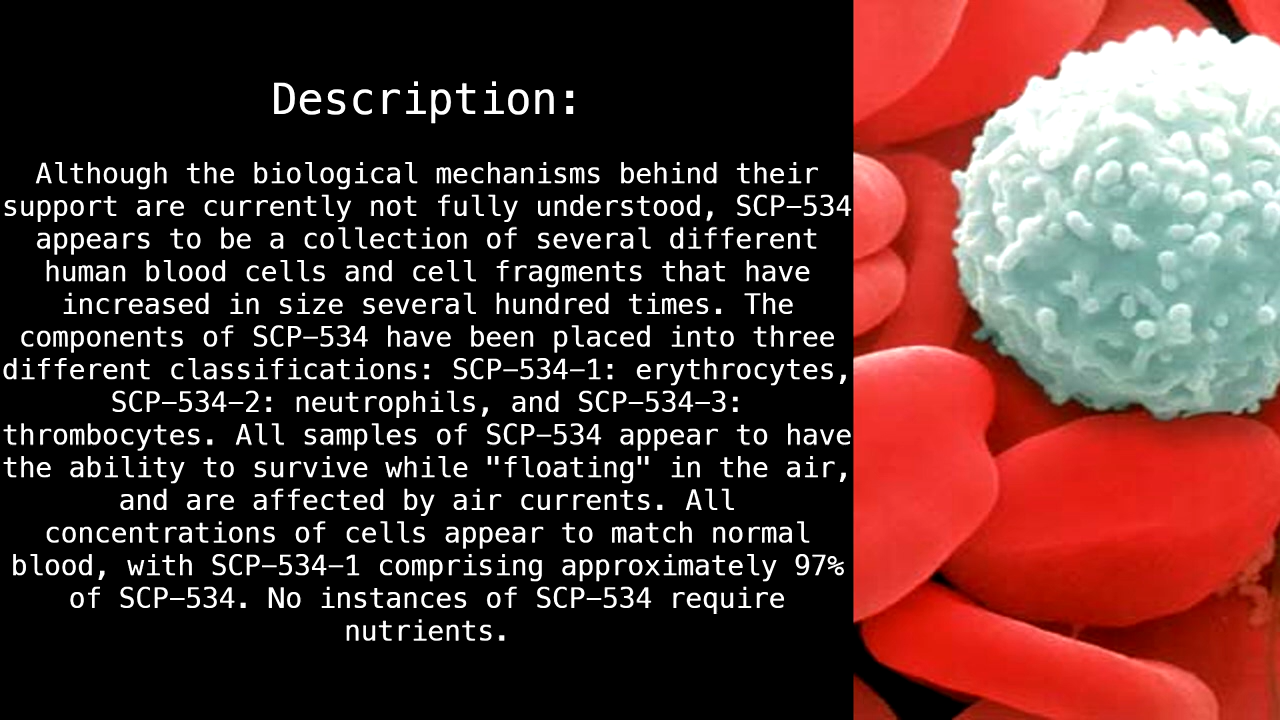 Description:
Although the biological mechanisms behind their
support are currently not fully understood, SCP-534
appears to be a collection of several different
human blood cells and cell fragments that have
increased in size several hundred times. The
components of SCP-534 have been placed into three
different classifications: SCP-534-1: erythrocytes,
SCP-534-2: neutrophils, and SCP-534-3:
thrombocytes. All samples of SCP-534 appear to have
the ability to survive while "floating" in the air,
and are affected by air currents. All
concentrations of cells appear to match normal
blood, with SCP-534-1 comprising approximately 97%
of SCP-534. No instances of SCP-534 require
nutrients.